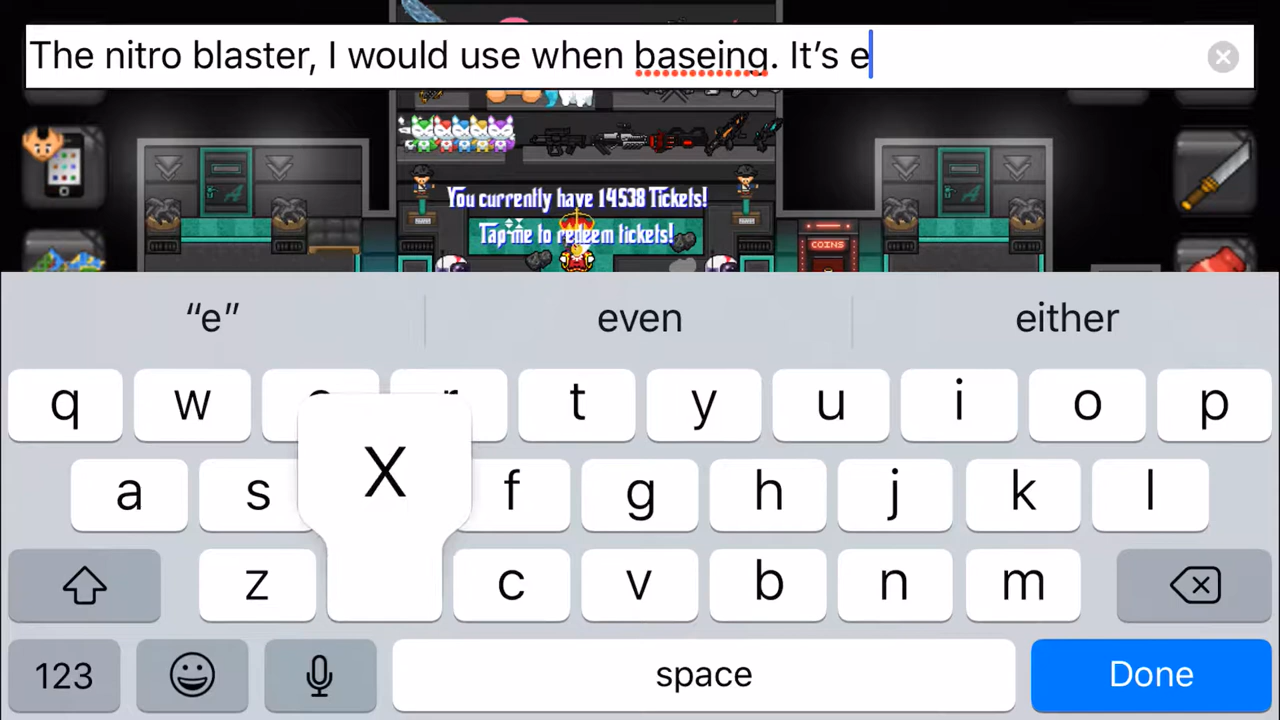 The nitro blaster, I would use when baseing. It’s e
You currently have 14538 Tickets!
Tap me to redeem tickets!
COINS
“e” even either
q w e r t y u i o p
a s X f g h j k l
z c v b n m
123 space Done